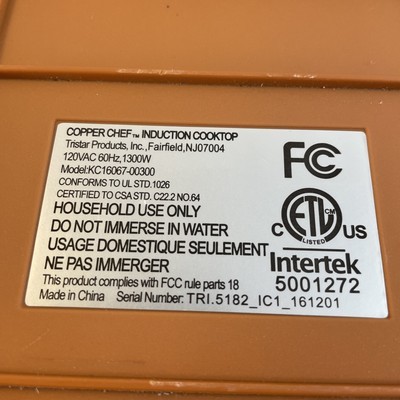 COPPER CHEF™ INDUCTION COOKTOP
Tristar Products, Inc.,Fairfield,NJ07004
120VAC 60Hz,1300W
Model:KC16067-00300
CONFORMS TO UL STD.1026
CERTIFIED TO CSA STD. C22.2 NO.64
HOUSEHOLD USE ONLY
DO NOT IMMERSE IN WATER
USAGE DOMESTIQUE SEULEMENT
NE PAS IMMERGER
This product complies with FCC rule parts 18
Made in China Serial Number: TRI.5182_IC1_161201
FC
C ETL CM US
LISTED
Intertek
5001272